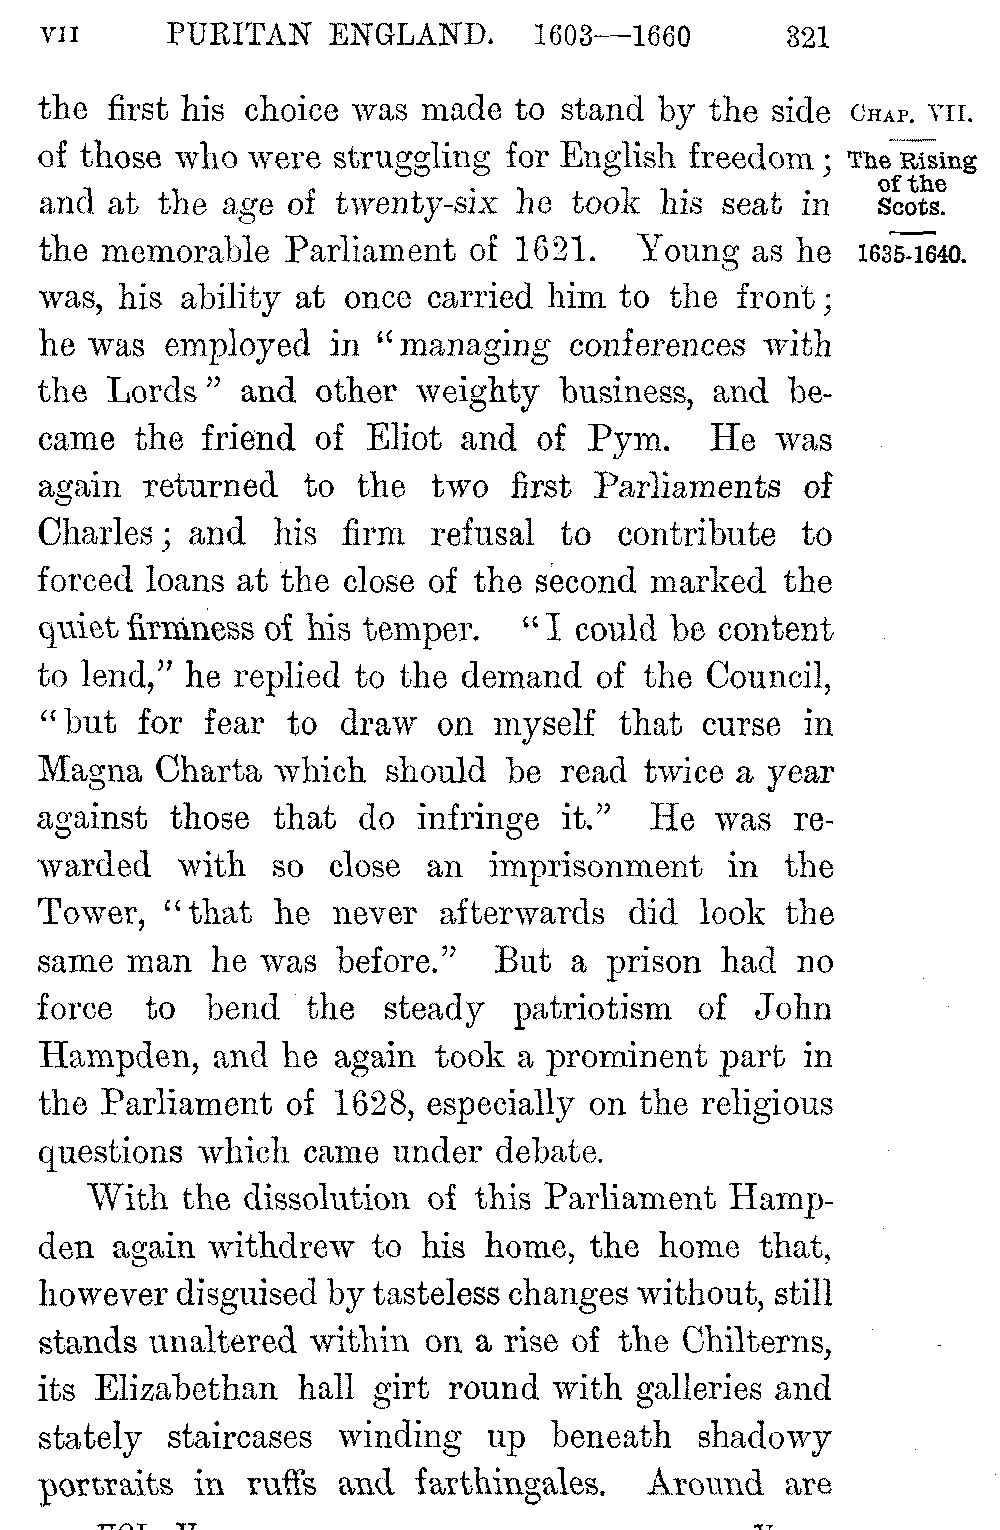 VII PURITAN ENGLAND. 1603—1660 321
the first his choice was made to stand by the side
of those who were struggling for English freedom;
and at the age of twenty-six he took his seat in
the memorable Parliament of 1621. Young as he
was, his ability at once carried him to the front;
he was employed in "managing conferences with
the Lords" and other weighty business, and be-
came the friend of Eliot and of Pym. He was
again returned to the two first Parliaments of
Charles; and his firm refusal to contribute to
forced loans at the close of the second marked the
quiet firmness of his temper. "I could be content
to lend," he replied to the demand of the Council,
"but for fear to draw on myself that curse in
Magna Charta which should be read twice a year
against those that do infringe it." He was re-
warded with so close an imprisonment in the
Tower, "that he never afterwards did look the
same man he was before." But a prison had no
force to bend the steady patriotism of John
Hampden, and he again took a prominent part in
the Parliament of 1628, especially on the religious
questions which came under debate.
With the dissolution of this Parliament Hamp-
den again withdrew to his home, the home that,
however disguised by tasteless changes without, still
stands unaltered within on a rise of the Chilterns,
its Elizabethan hall girt round with galleries and
stately staircases winding up beneath shadowy
portraits in ruffs and farthingales. Around are
CHAP. VII.
The Rising
of the
Scots.
1635-1640.